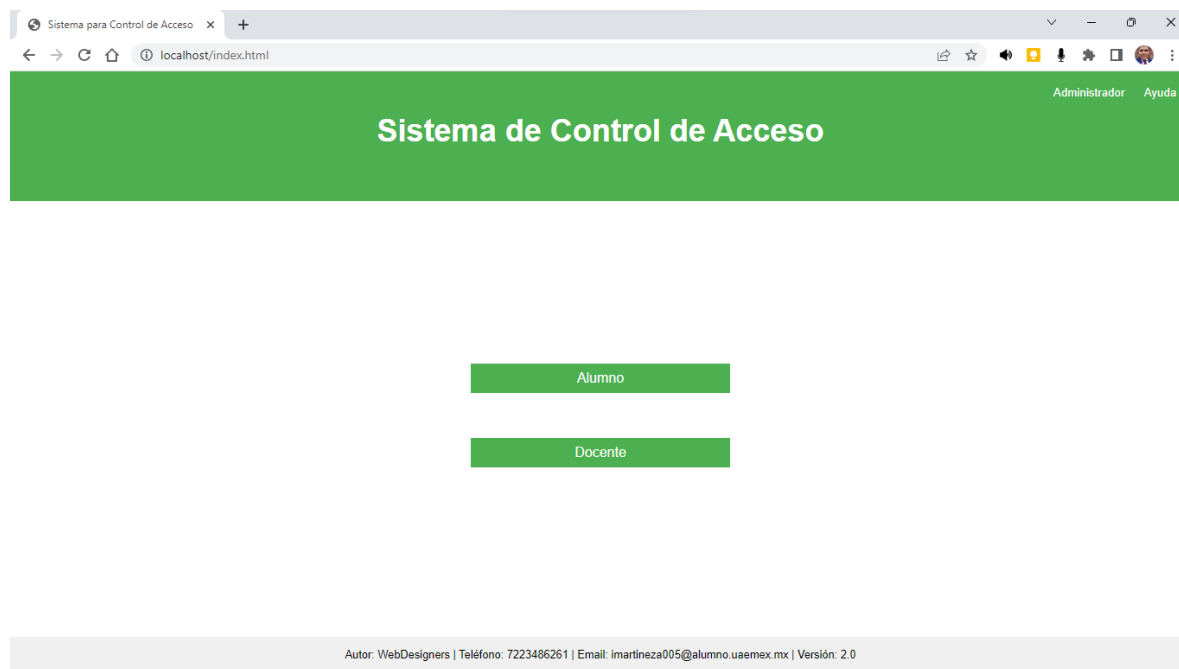 Sistema para Control de Acceso
localhost/index.html
Administrador Ayuda
Sistema de Control de Acceso
Alumno
Docente
Autor: WebDesigners | Teléfono: 7223486261 | Email: imartineza005@alumno.uaemex.mx | Versión: 2.0